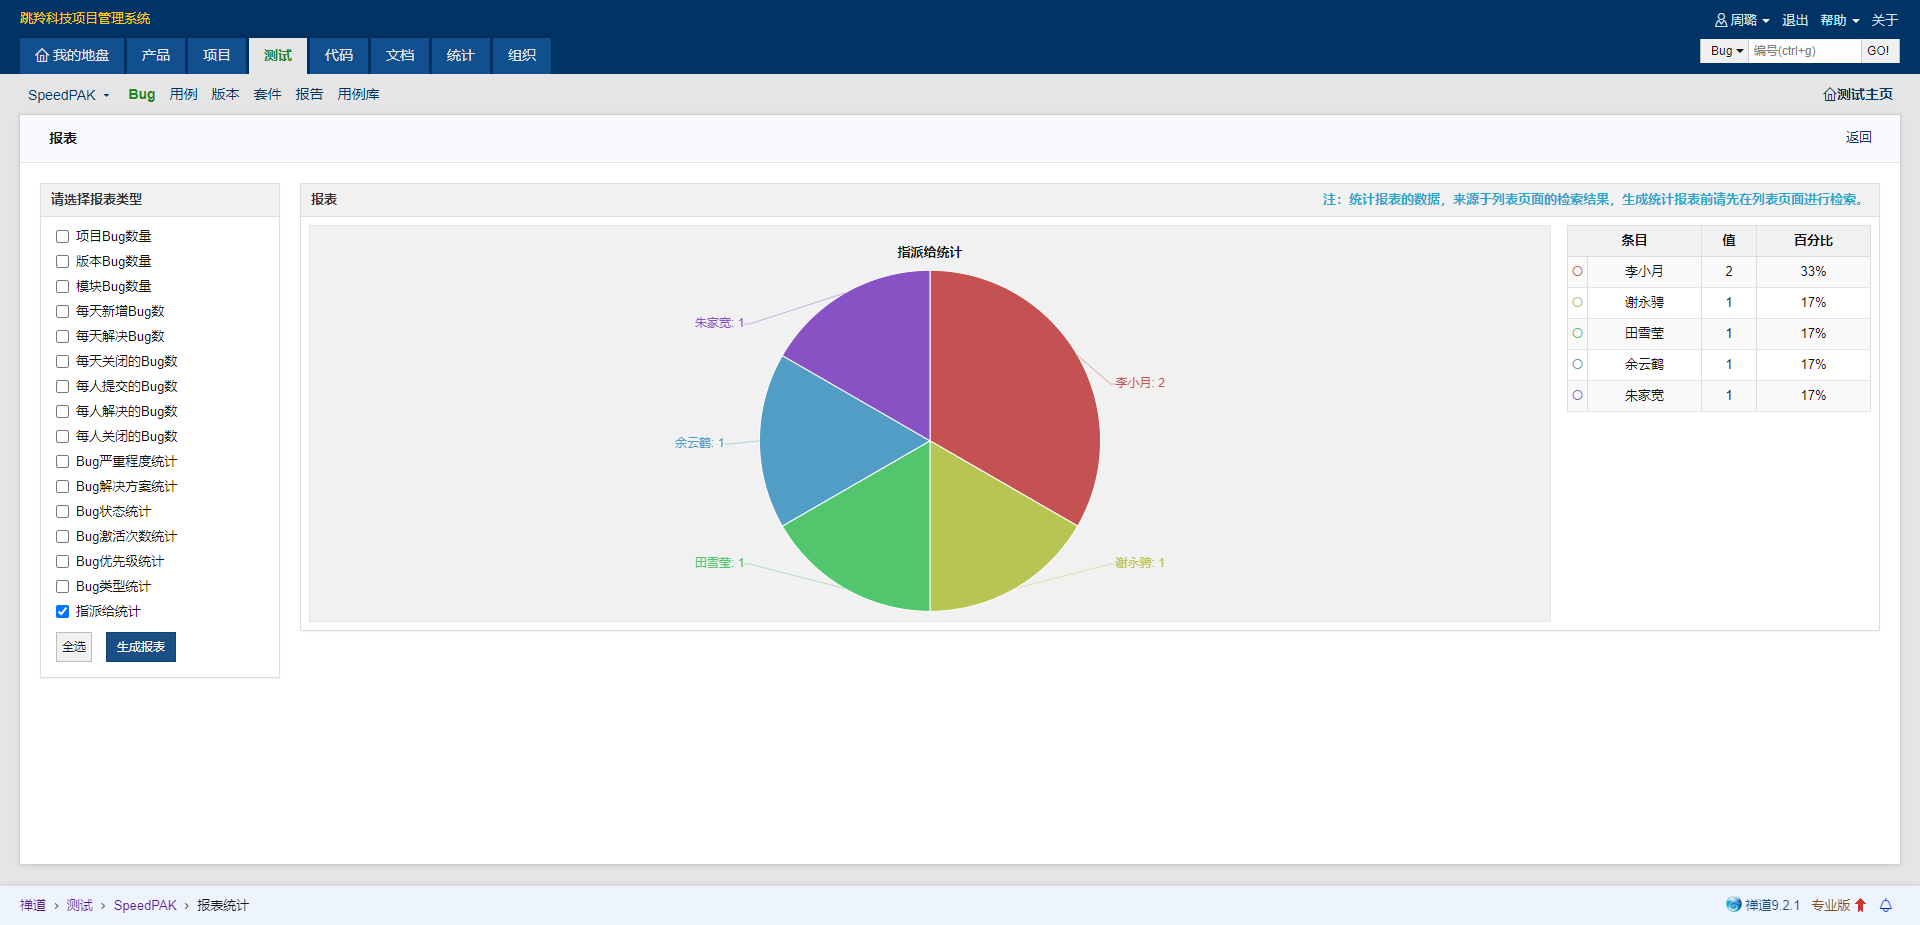 跳羚科技项目管理系统
周璐 退出 帮助 关于
我的地盘 产品 项目 测试 代码 文档 统计 组织
Bug 编号(ctrl+g) GO!
SpeedPAK Bug 用例 版本 套件 报告 用例库 测试主页
报表 返回
请选择报表类型
项目Bug数量
版本Bug数量
模块Bug数量
每天新增Bug数
每天解决Bug数
每天关闭的Bug数
每人提交的Bug数
每人解决的Bug数
每人关闭的Bug数
Bug严重程度统计
Bug解决方案统计
Bug状态统计
Bug激活次数统计
Bug优先级统计
Bug类型统计
指派给统计
全选 生成报表
报表 注：统计报表的数据，来源于列表页面的检索结果，生成统计报表前请先在列表页面进行检索。
指派给统计
朱家宽: 1
李小月: 2
余云鹤: 1
田雪莹: 1
谢永骋: 1
条目 值 百分比
李小月 2 33%
谢永骋 1 17%
田雪莹 1 17%
余云鹤 1 17%
朱家宽 1 17%
禅道 › 测试 › SpeedPAK › 报表统计
禅道9.2.1 专业版